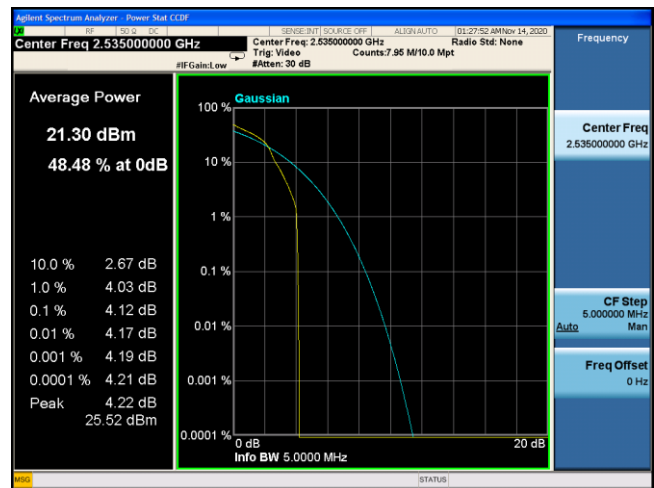 Agilent Spectrum Analyzer - Power Stat CCDF
RF 50 Ω DC SENSE:INT SOURCE OFF ALIGN AUTO 01:27:52 AM Nov 14, 2020
Center Freq 2.535000000 GHz
Center Freq: 2.535000000 GHz Radio Std: None
Trig: Video Counts:7.95 M/10.0 Mpt
#IFGain:Low #Atten: 30 dB
Frequency
Average Power
21.30 dBm
48.48 % at 0dB
10.0 % 2.67 dB
1.0 % 4.03 dB
0.1 % 4.12 dB
0.01 % 4.17 dB
0.001 % 4.19 dB
0.0001 % 4.21 dB
Peak 4.22 dB
25.52 dBm
Gaussian
100 %
10 %
1 %
0.1 %
0.01 %
0.001 %
0.0001 %
0 dB 20 dB
Info BW 5.0000 MHz
Center Freq
2.535000000 GHz
CF Step
5.000000 MHz
Auto Man
Freq Offset
0 Hz
MSG STATUS